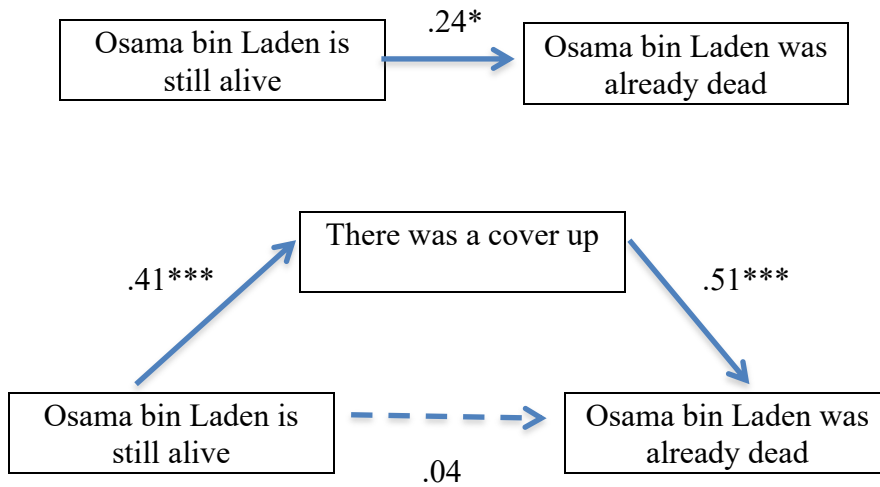 .24*
Osama bin Laden is
still alive
Osama bin Laden was
already dead
There was a cover up
.41***
.51***
Osama bin Laden is
still alive
Osama bin Laden was
already dead
.04